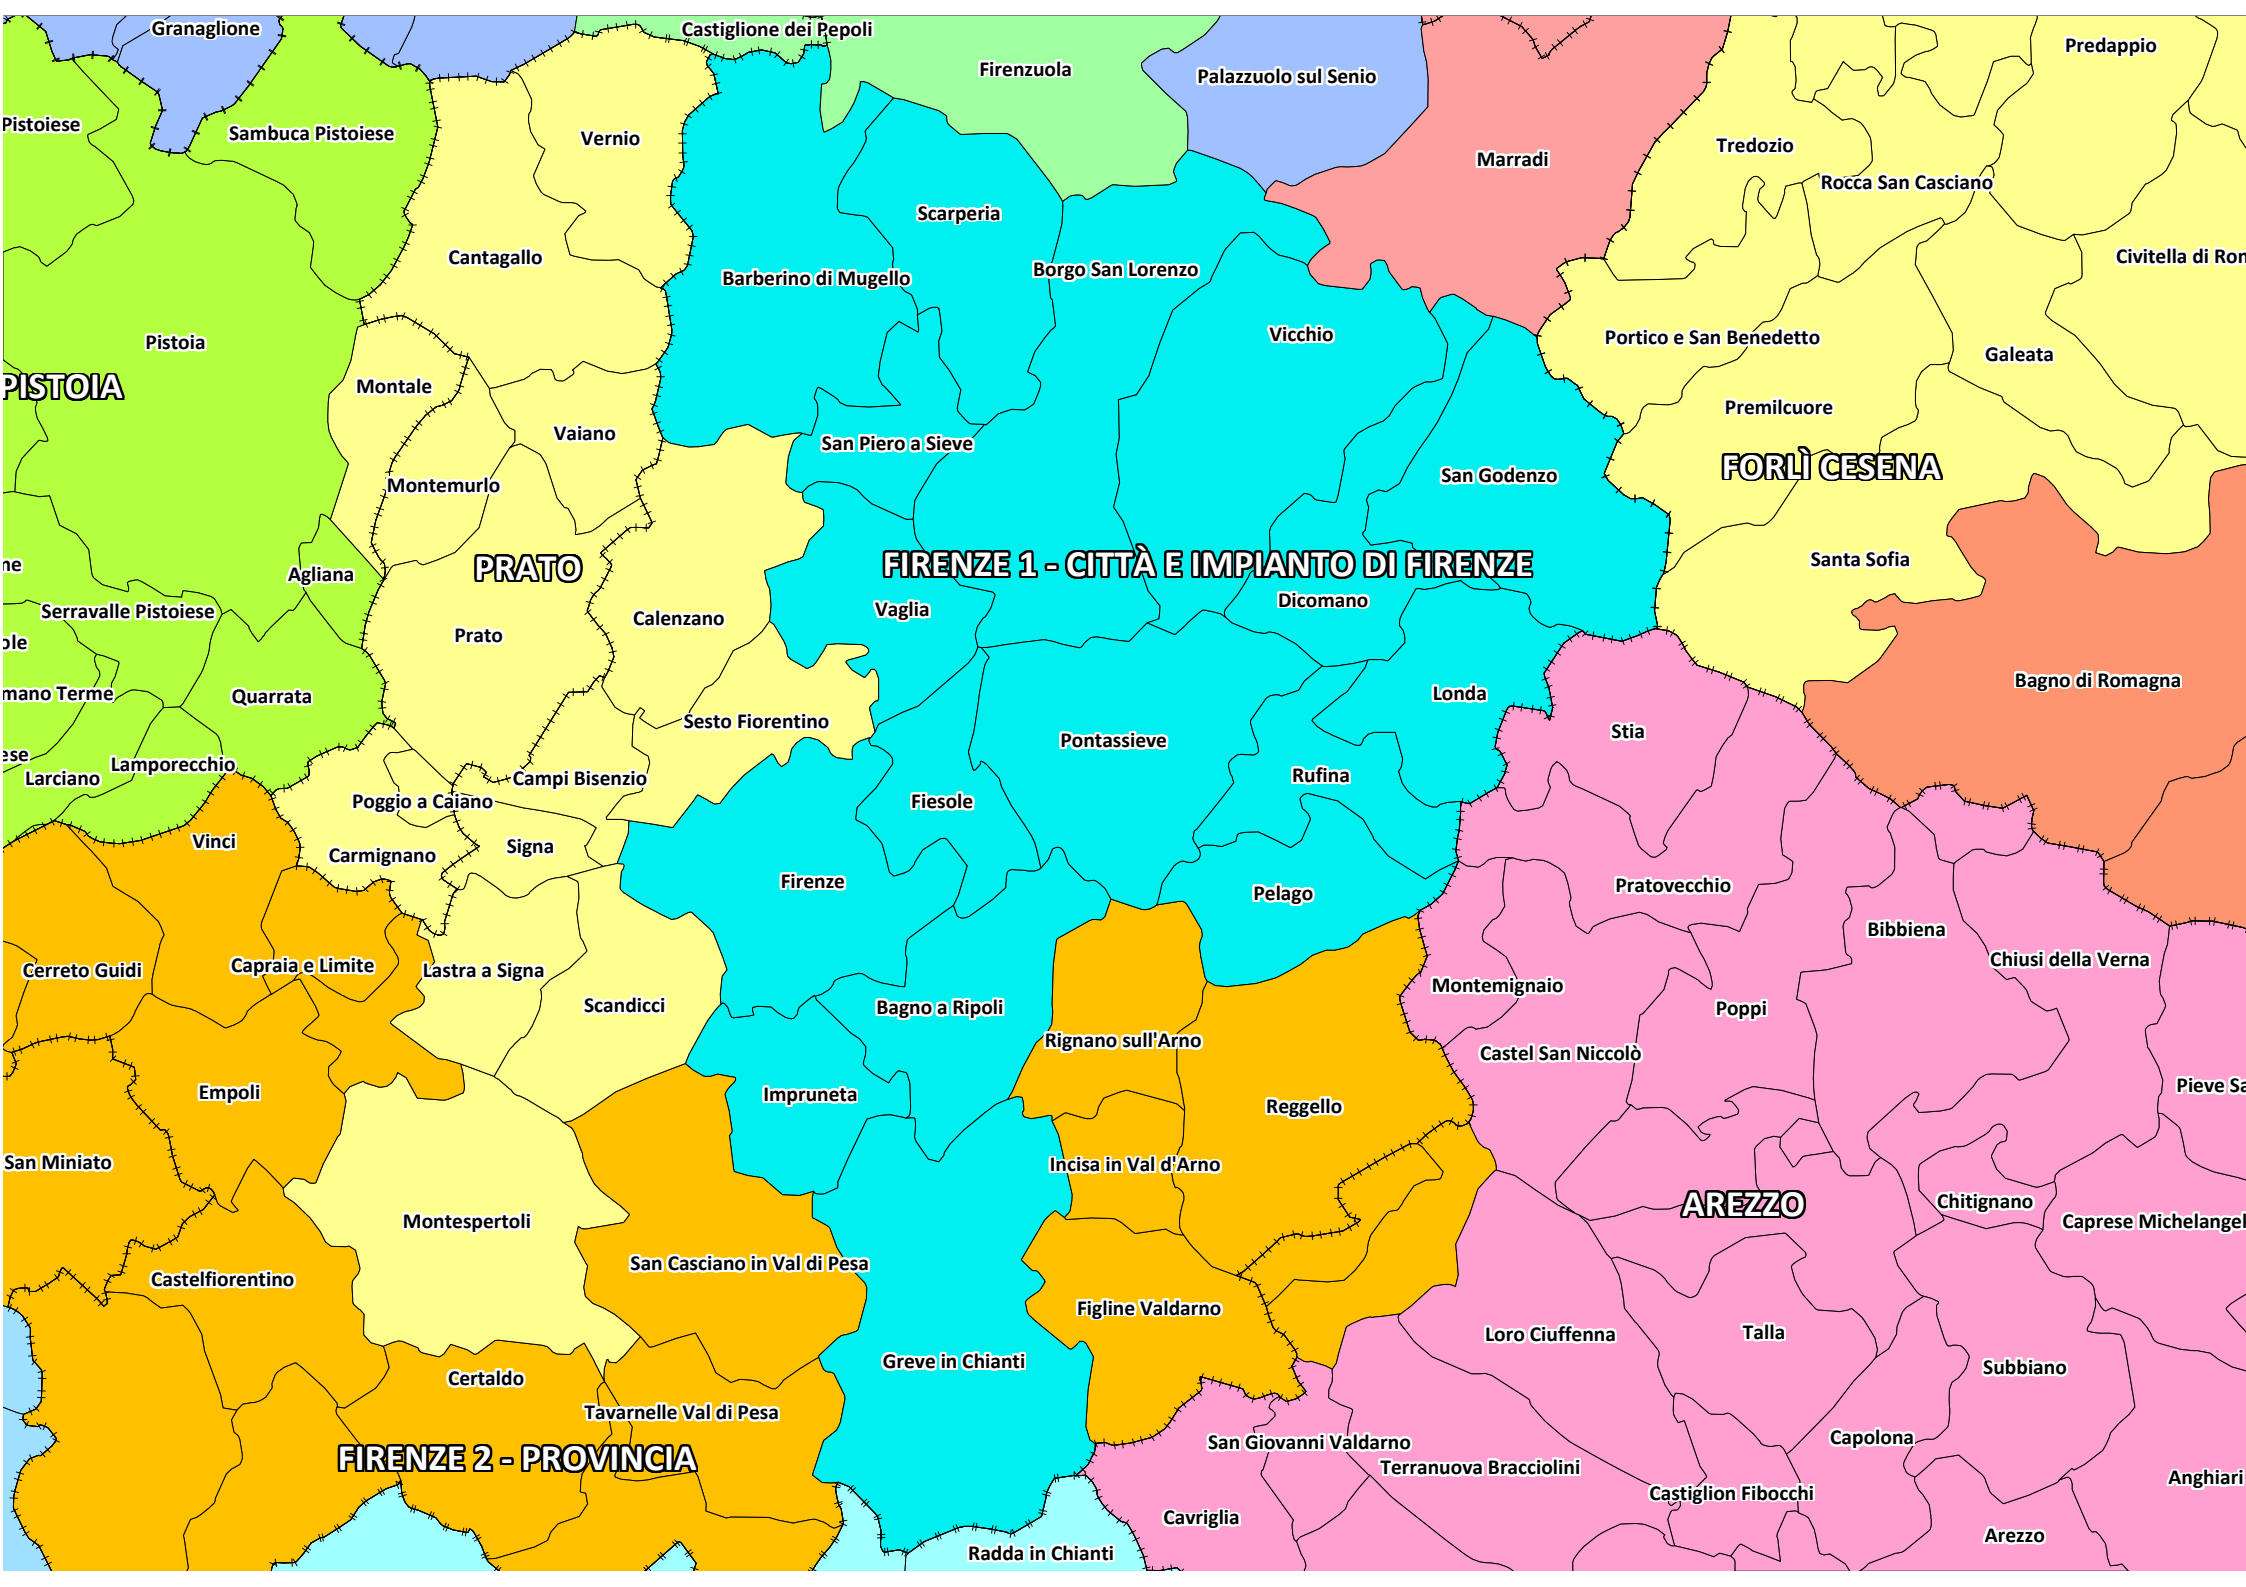 Granaglione
Castiglione dei Pepoli
Predappio
Firenzuola
Palazzuolo sul Senio
Pistoiese
Sambuca Pistoiese
Vernio
Tredozio
Marradi
Rocca San Casciano
Scarperia
Cantagallo
Borgo San Lorenzo
Civitella di Rom
Barberino di Mugello
Vicchio
Portico e San Benedetto
Pistoia
Galeata
PISTOIA
Montale
Premilcuore
Vaiano
San Piero a Sieve
FORLÌ CESENA
San Godenzo
Montemurlo
PRATO
FIRENZE 1 - CITTÀ E IMPIANTO DI FIRENZE
Santa Sofia
ne
Agliana
Dicomano
Serravalle Pistoiese
Vaglia
Calenzano
Prato
ole
Bagno di Romagna
mano Terme
Quarrata
Londa
Sesto Fiorentino
Stia
Pontassieve
ese
Larciano
Lamporecchio
Campi Bisenzio
Rufina
Poggio a Caiano
Fiesole
Vinci
Signa
Carmignano
Firenze
Pelago
Pratovecchio
Bibbiena
Chiusi della Verna
Cerreto Guidi
Capraia e Limite
Lastra a Signa
Montemignaio
Scandicci
Bagno a Ripoli
Poppi
Rignano sull'Arno
Castel San Niccolò
Empoli
Impruneta
Reggello
Pieve Sa
San Miniato
Incisa in Val d'Arno
AREZZO
Chitignano
Montespertoli
Caprese Michelangel
San Casciano in Val di Pesa
Castelfiorentino
Figline Valdarno
Loro Ciuffenna
Talla
Greve in Chianti
Subbiano
Certaldo
Tavarnelle Val di Pesa
San Giovanni Valdarno
Capolona
FIRENZE 2 - PROVINCIA
Terranuova Bracciolini
Anghiari
Castiglion Fibocchi
Cavriglia
Arezzo
Radda in Chianti